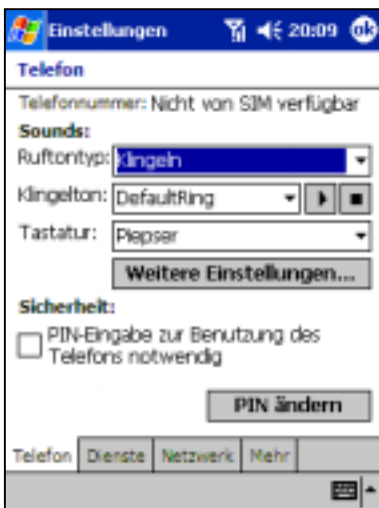 Einstellungen 20:09 ok
Telefon
Telefonnummer: Nicht von SIM verfügbar
Sounds:
Ruftontyp: Klingeln
Klingelton: DefaultRing
Tastatur: Piepser
Weitere Einstellungen...
Sicherheit:
PIN-Eingabe zur Benutzung des
Telefons notwendig
PIN ändern
Telefon Dienste Netzwerk Mehr